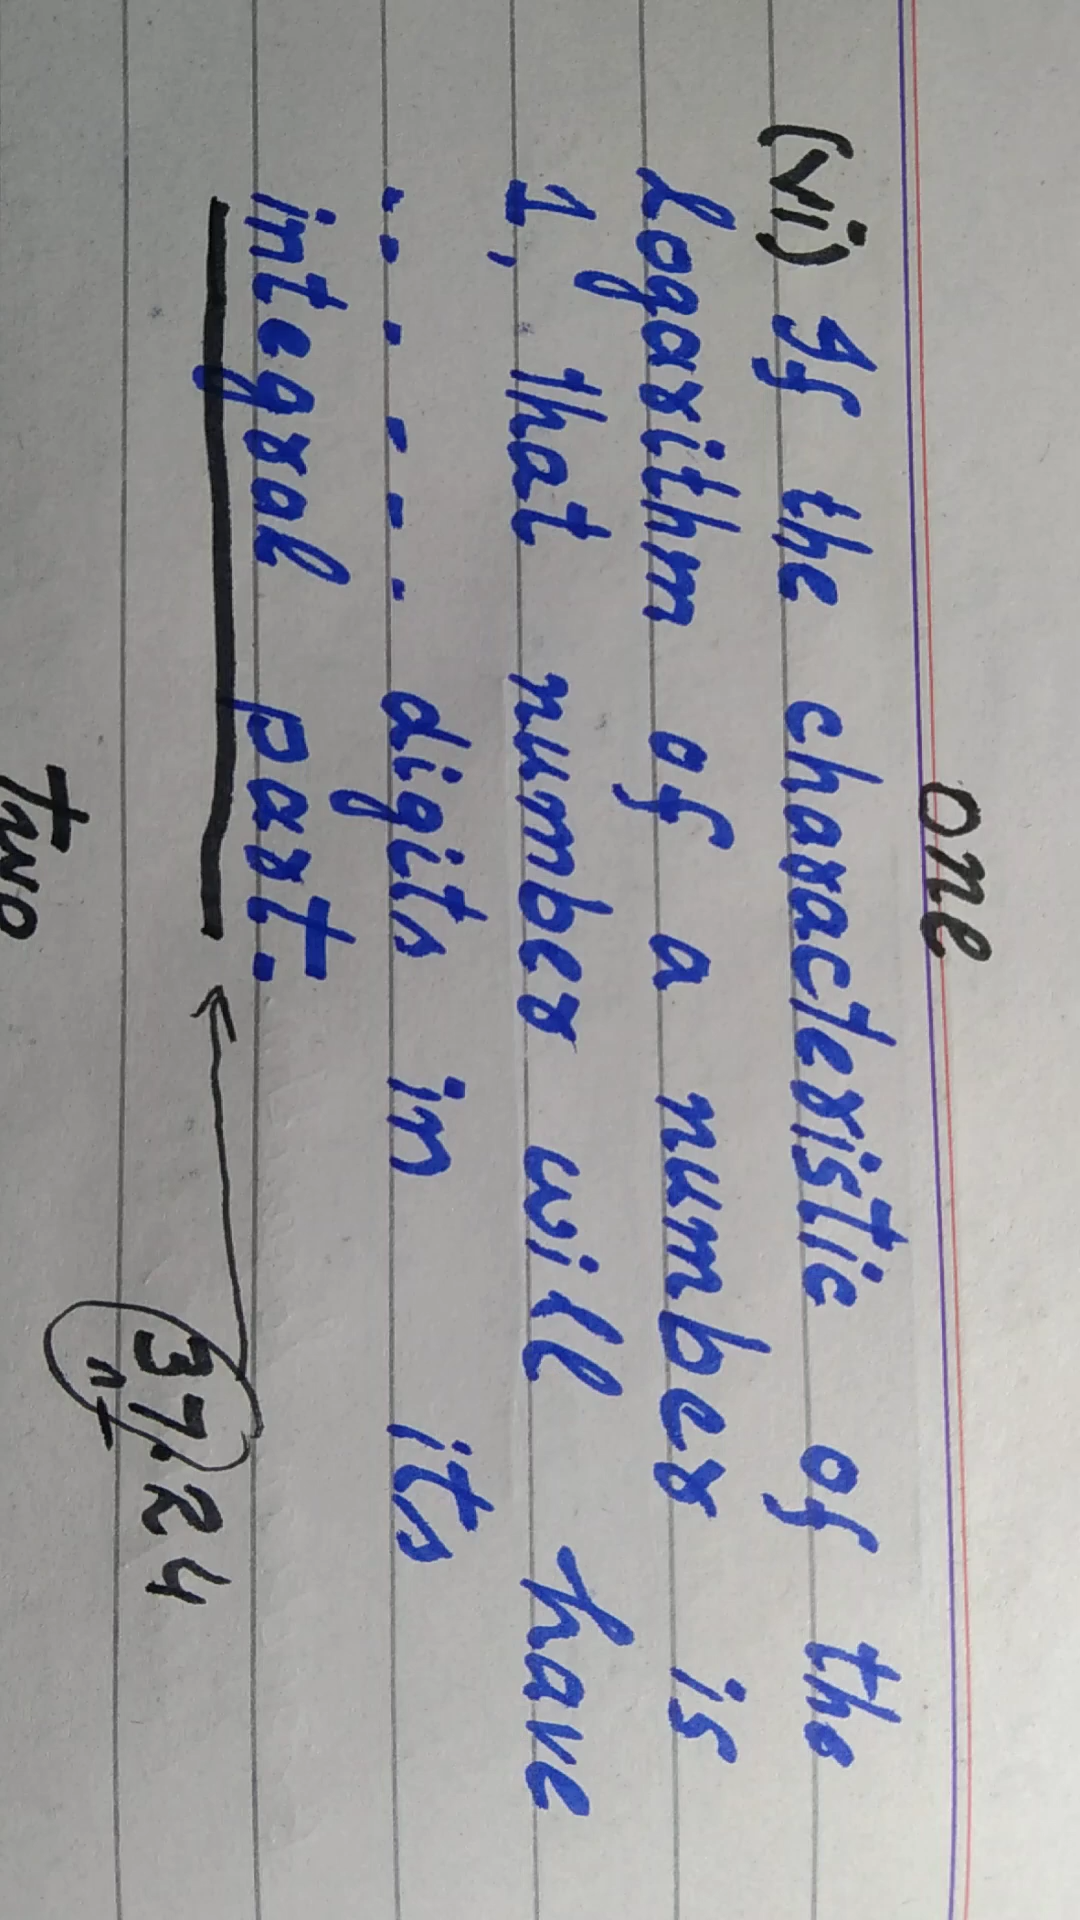 one
(vi) If the characteristic of the
logarithm of a number is
1, that number will have
...... digits in its
integral part.
37.24
two